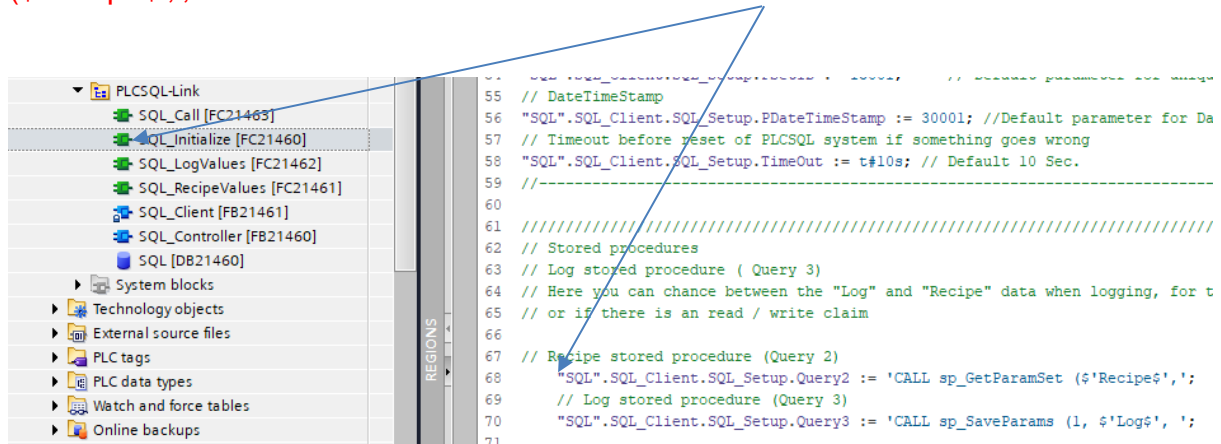 PLCSQL-Link
SQL_Call [FC21463]
SQL_Initialize [FC21460]
SQL_LogValues [FC21462]
SQL_RecipeValues [FC21461]
SQL_Client [FB21461]
SQL_Controller [FB21460]
SQL [DB21460]
System blocks
Technology objects
External source files
PLC tags
PLC data types
Watch and force tables
Online backups
REGIONS
55 // DateTimeStamp
56 "SQL".SQL_Client.SQL_Setup.PDateTimeStamp := 30001; //Default parameter for Da
57 // Timeout before reset of PLCSQL system if something goes wrong
58 "SQL".SQL_Client.SQL_Setup.TimeOut := t#10s; // Default 10 Sec.
59 //--------------------------------------------------------------------------------
60
61 ////////////////////////////////////////////////////////////////////////////////
62 // Stored procedures
63 // Log stored procedure ( Query 3)
64 // Here you can chance between the "Log" and "Recipe" data when logging, for t
65 // or if there is an read / write claim
66
67 // Recipe stored procedure (Query 2)
68 "SQL".SQL_Client.SQL_Setup.Query2 := 'CALL sp_GetParamSet ($'Recipe$',';
69 // Log stored procedure (Query 3)
70 "SQL".SQL_Client.SQL_Setup.Query3 := 'CALL sp_SaveParams (1, $'Log$', ';